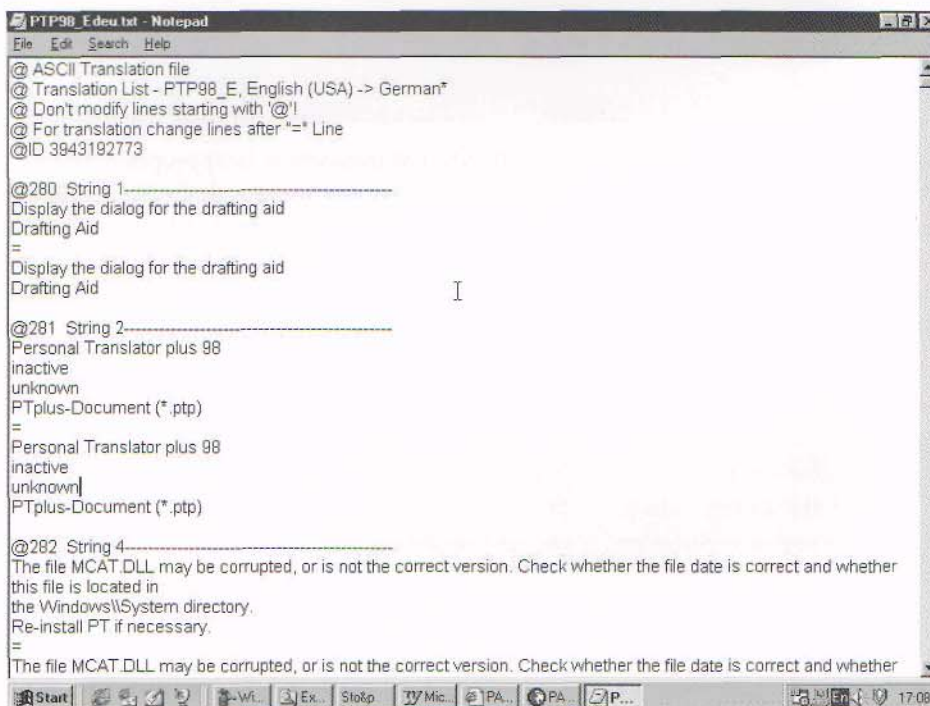 PTP98_Edeu.txt - Notepad
File Edit Search Help
@ ASCII Translation file
@ Translation List - PTP98_E, English (USA) -> German*
@ Don't modify lines starting with '@'!
@ For translation change lines after "=" Line
@ID 3943192773
@280 String 1--------------------------------------------
Display the dialog for the drafting aid
Drafting Aid
=
Display the dialog for the drafting aid
Drafting Aid
@281 String 2--------------------------------------------
Personal Translator plus 98
inactive
unknown
PTplus-Document (*.ptp)
=
Personal Translator plus 98
inactive
unknown
PTplus-Document (*.ptp)
@282 String 4--------------------------------------------
The file MCAT.DLL may be corrupted, or is not the correct version. Check whether the file date is correct and whether
this file is located in
the Windows\\System directory.
Re-install PT if necessary.
=
The file MCAT.DLL may be corrupted, or is not the correct version. Check whether the file date is correct and whether
Start Wi... Ex... Sto&p Mic... PA... PA... P... En 17:08